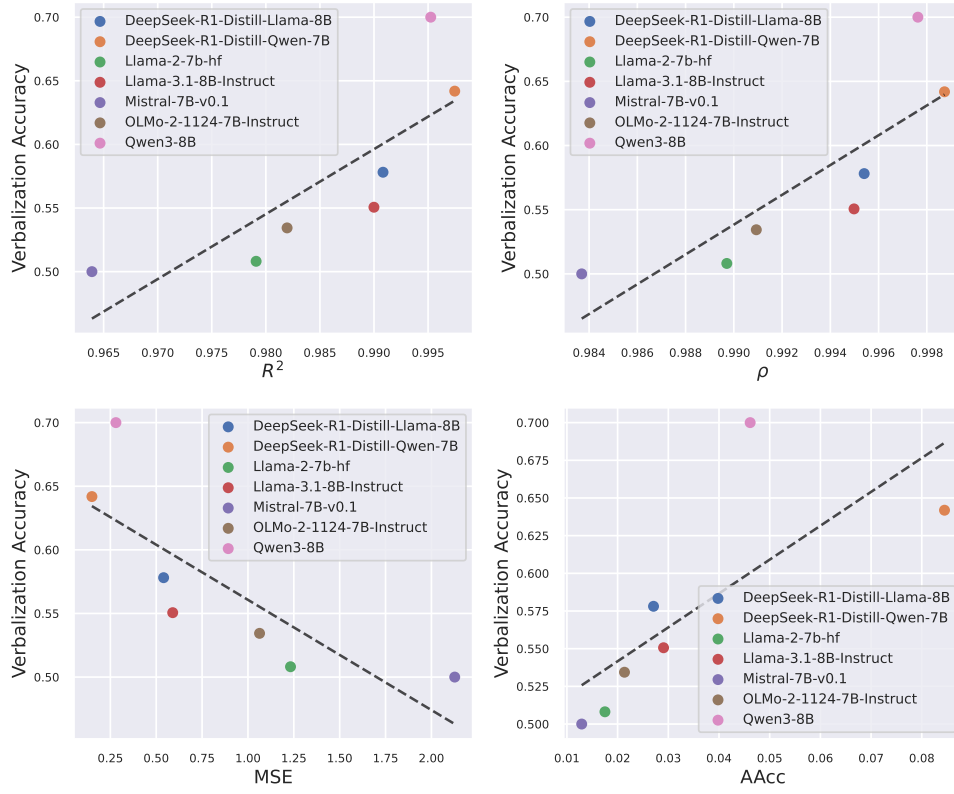 Verbalization Accuracy
0.70
0.65
0.60
0.55
0.50
DeepSeek-R1-Distill-Llama-8B
DeepSeek-R1-Distill-Qwen-7B
Llama-2-7b-hf
Llama-3.1-8B-Instruct
Mistral-7B-v0.1
OLMo-2-1124-7B-Instruct
Qwen3-8B
0.965 0.970 0.975 0.980 0.985 0.990 0.995
R²
Verbalization Accuracy
0.70
0.65
0.60
0.55
0.50
DeepSeek-R1-Distill-Llama-8B
DeepSeek-R1-Distill-Qwen-7B
Llama-2-7b-hf
Llama-3.1-8B-Instruct
Mistral-7B-v0.1
OLMo-2-1124-7B-Instruct
Qwen3-8B
0.984 0.986 0.988 0.990 0.992 0.994 0.996 0.998
ρ
Verbalization Accuracy
0.70
0.65
0.60
0.55
0.50
DeepSeek-R1-Distill-Llama-8B
DeepSeek-R1-Distill-Qwen-7B
Llama-2-7b-hf
Llama-3.1-8B-Instruct
Mistral-7B-v0.1
OLMo-2-1124-7B-Instruct
Qwen3-8B
0.25 0.50 0.75 1.00 1.25 1.50 1.75 2.00
MSE
Verbalization Accuracy
0.700
0.675
0.650
0.625
0.600
0.575
0.550
0.525
0.500
DeepSeek-R1-Distill-Llama-8B
DeepSeek-R1-Distill-Qwen-7B
Llama-2-7b-hf
Llama-3.1-8B-Instruct
Mistral-7B-v0.1
OLMo-2-1124-7B-Instruct
Qwen3-8B
0.01 0.02 0.03 0.04 0.05 0.06 0.07 0.08
AAcc